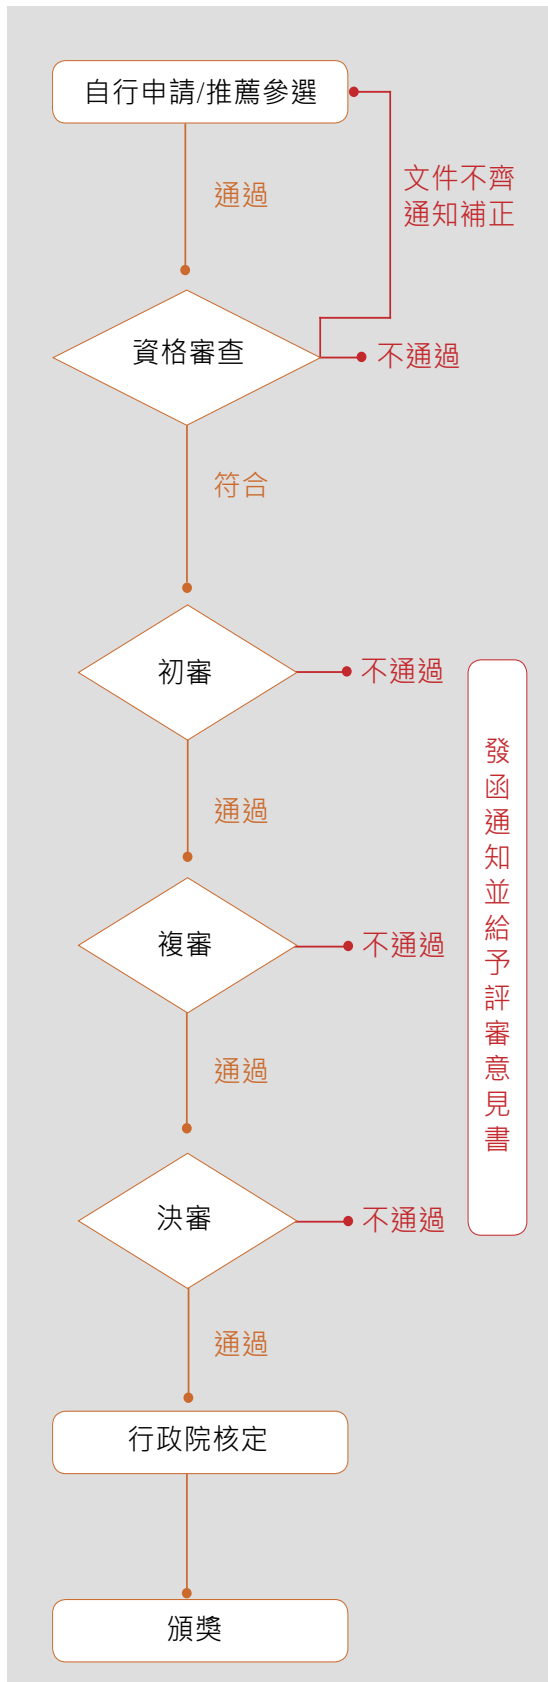 自行申請/推薦參選
通過
文件不齊
通知補正
資格審查
不通過
符合
初審
不通過
通過
複審
不通過
通過
決審
不通過
發函通知並給予評審意見書
通過
行政院核定
頒獎